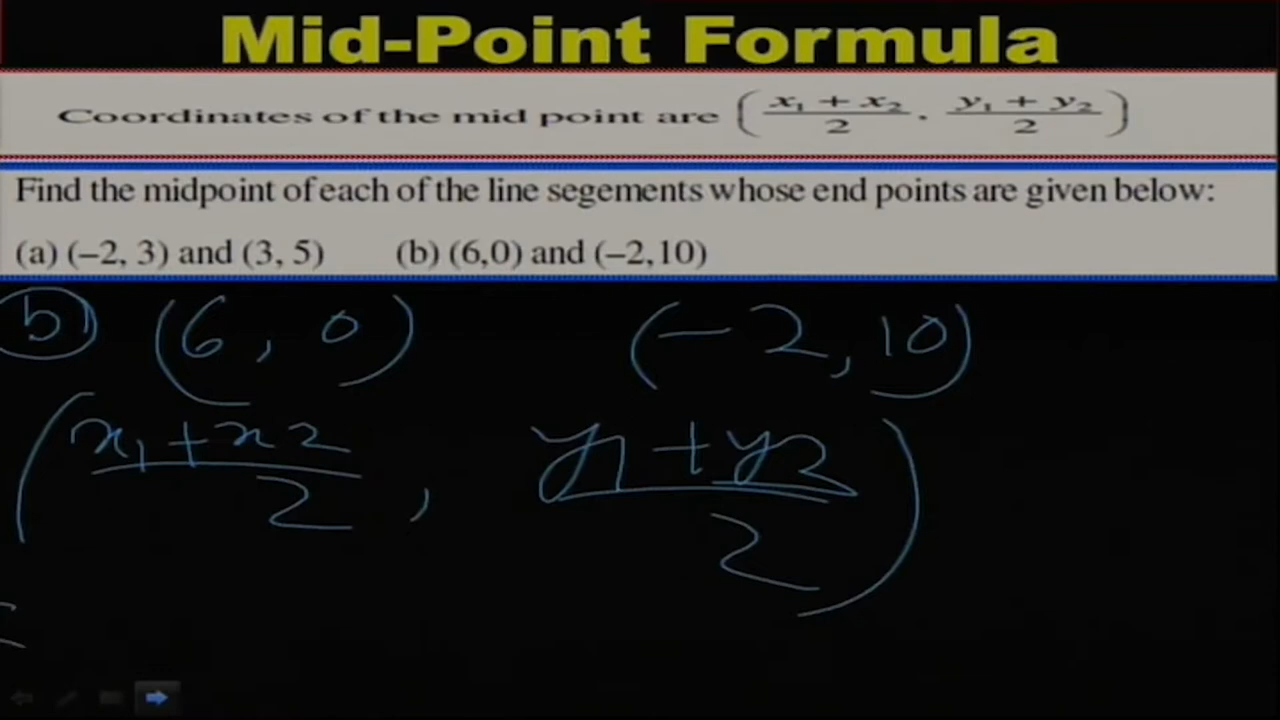 Mid-Point Formula
Coordinates of the mid point are ( x₁ + x₂ / 2 , y₁ + y₂ / 2 )
Find the midpoint of each of the line segements whose end points are given below:
(a) (–2, 3) and (3, 5) (b) (6,0) and (–2,10)
b) (6, 0) (-2, 10)
( x₁ + x2 / 2 , y1 + y2 / 2 )